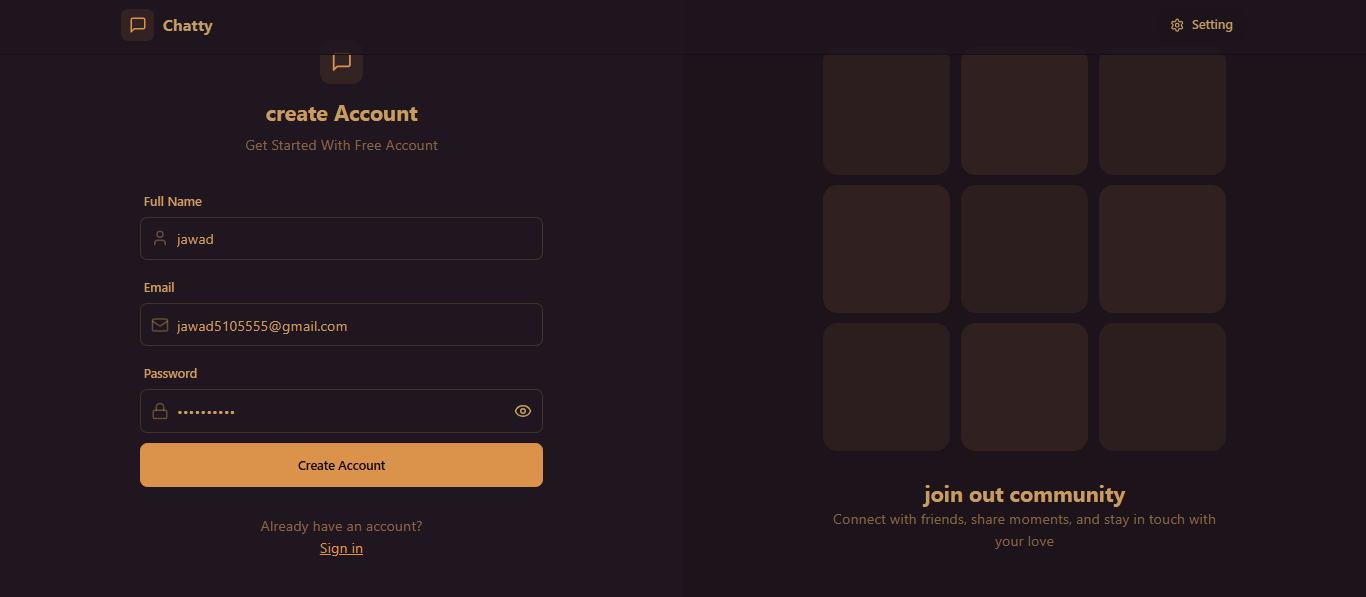 Chatty
Setting
create Account
Get Started With Free Account
Full Name
jawad
Email
jawad5105555@gmail.com
Password
••••••••••
Create Account
Already have an account?
Sign in
join out community
Connect with friends, share moments, and stay in touch with
your love